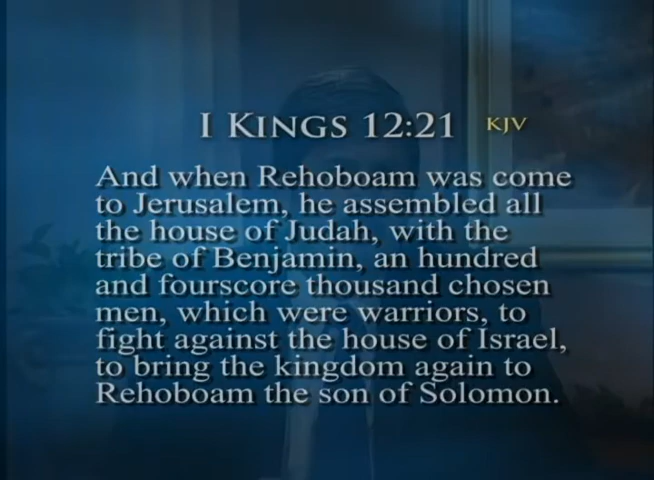 I Kings 12:21 KJV
And when Rehoboam was come
to Jerusalem, he assembled all
the house of Judah, with the
tribe of Benjamin, an hundred
and fourscore thousand chosen
men, which were warriors, to
fight against the house of Israel,
to bring the kingdom again to
Rehoboam the son of Solomon.